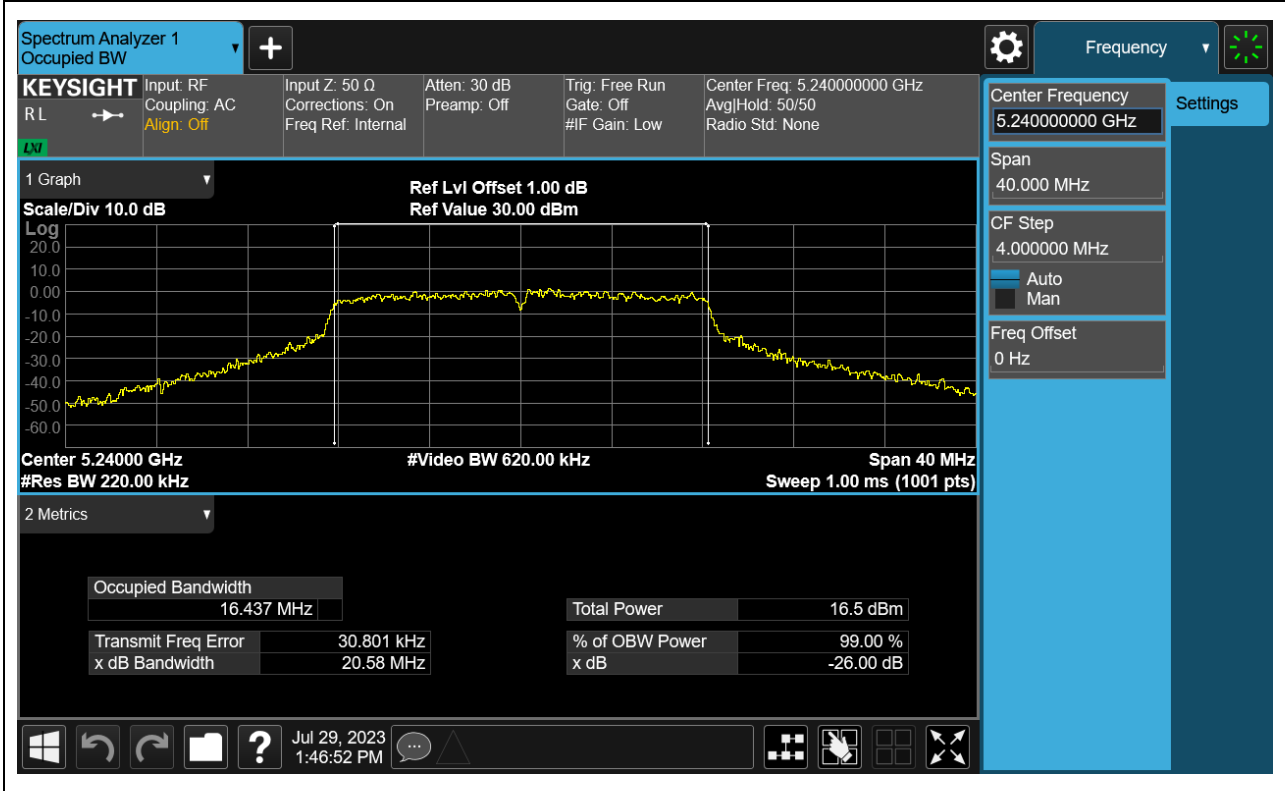 Spectrum Analyzer 1
Occupied BW
▼
+
Frequency
▼
KEYSIGHT
R L
LXI
Input: RF
Coupling: AC
Align: Off
Input Z: 50 Ω
Corrections: On
Freq Ref: Internal
Atten: 30 dB
Preamp: Off
Trig: Free Run
Gate: Off
#IF Gain: Low
Center Freq: 5.240000000 GHz
Avg|Hold: 50/50
Radio Std: None
Center Frequency
5.240000000 GHz
Settings
Span
40.000 MHz
CF Step
4.000000 MHz
Auto
Man
Freq Offset
0 Hz
1 Graph
▼
Scale/Div 10.0 dB
Ref Lvl Offset 1.00 dB
Ref Value 30.00 dBm
Log
20.0
10.0
0.00
-10.0
-20.0
-30.0
-40.0
-50.0
-60.0
Center 5.24000 GHz
#Video BW 620.00 kHz
Span 40 MHz
#Res BW 220.00 kHz
Sweep 1.00 ms (1001 pts)
2 Metrics
▼
Occupied Bandwidth
16.437 MHz
Total Power 16.5 dBm
Transmit Freq Error 30.801 kHz
% of OBW Power 99.00 %
x dB Bandwidth 20.58 MHz
x dB -26.00 dB
?
Jul 29, 2023
1:46:52 PM